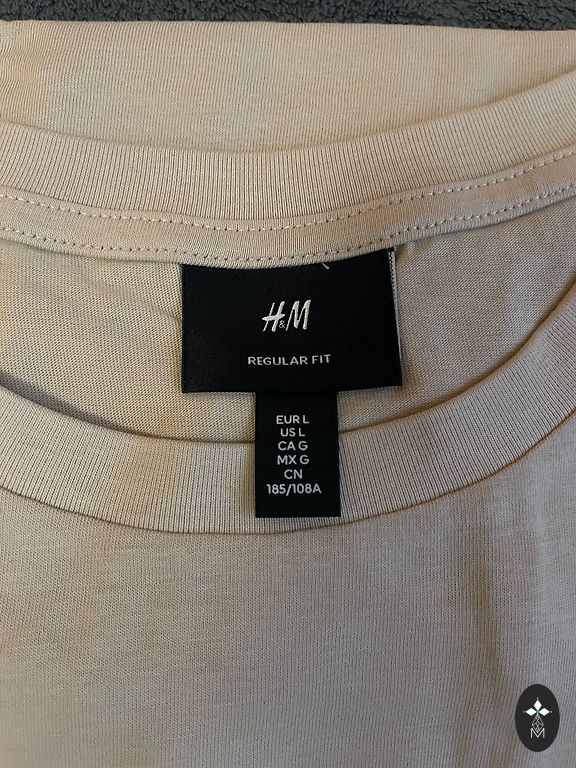 H&M
REGULAR FIT
EUR L
US L
CA G
MX G
CN
185/108A